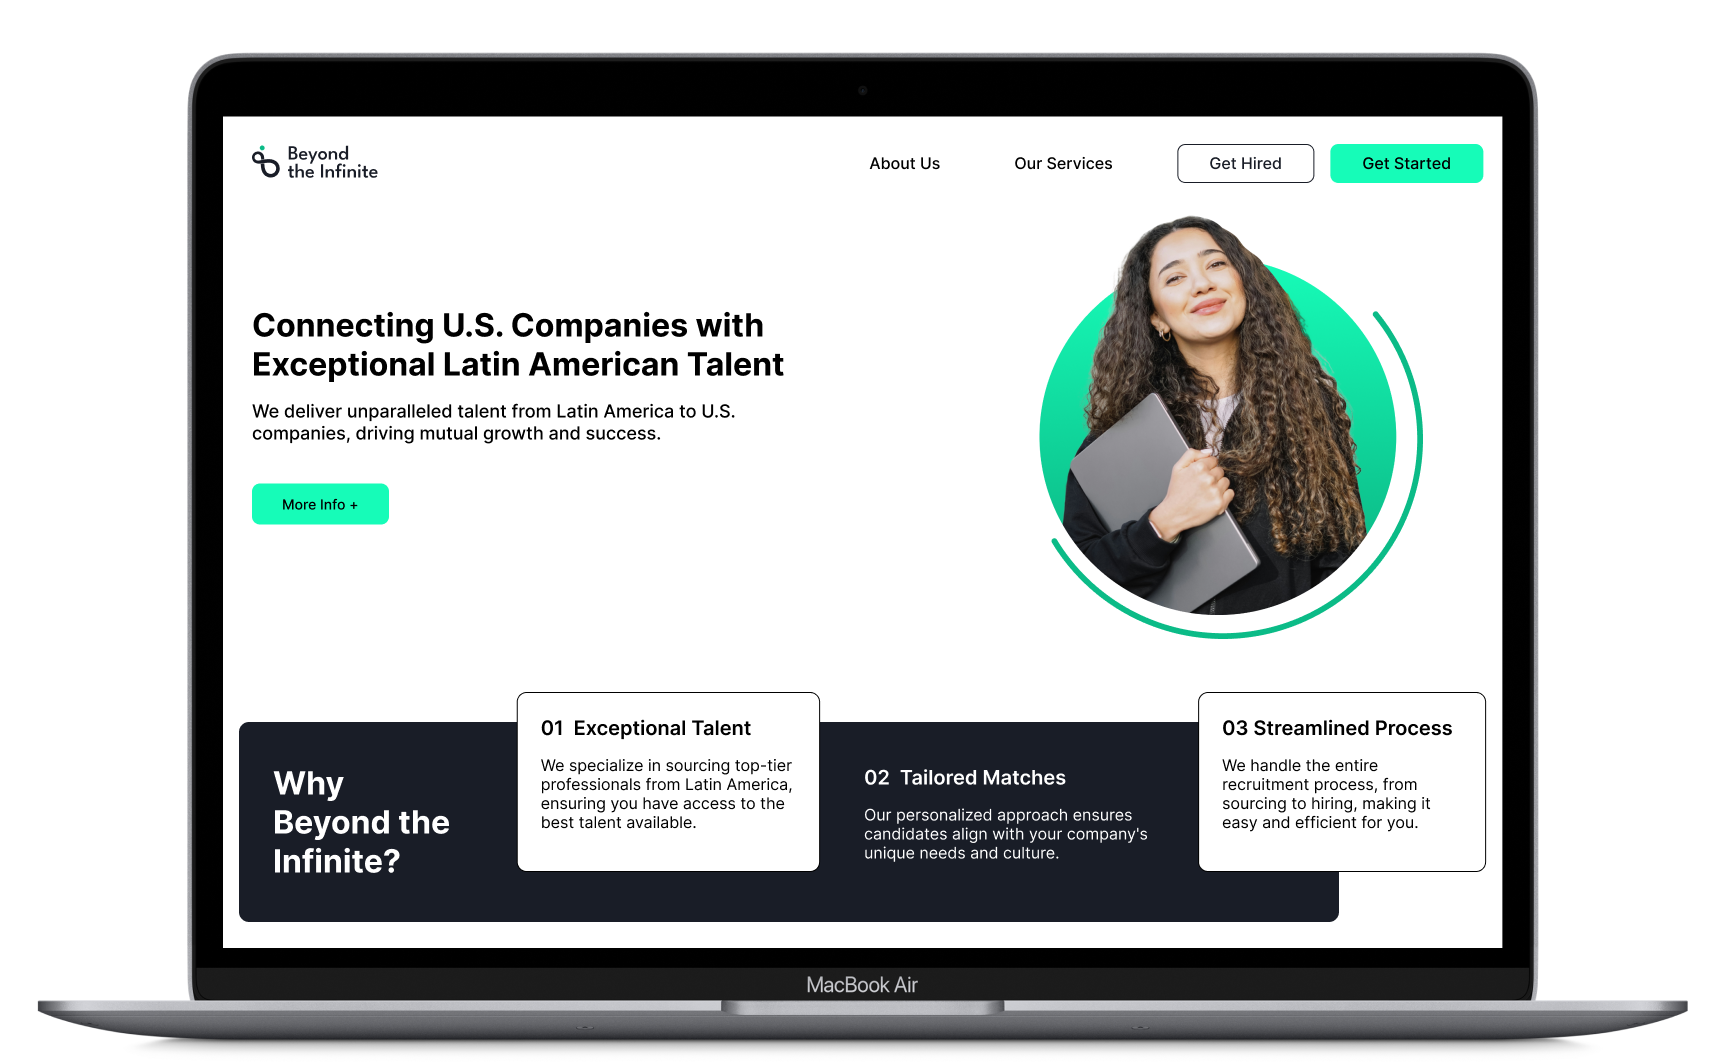 Beyond
the Infinite
About Us
Our Services
Get Hired
Get Started
Connecting U.S. Companies with
Exceptional Latin American Talent
We deliver unparalleled talent from Latin America to U.S.
companies, driving mutual growth and success.
More Info +
Why
Beyond the
Infinite?
01 Exceptional Talent
We specialize in sourcing top-tier
professionals from Latin America,
ensuring you have access to the
best talent available.
02 Tailored Matches
Our personalized approach ensures
candidates align with your company's
unique needs and culture.
03 Streamlined Process
We handle the entire
recruitment process, from
sourcing to hiring, making it
easy and efficient for you.
MacBook Air